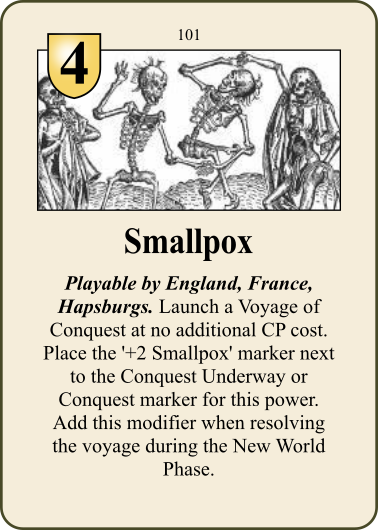 101
4
Smallpox
Playable by England, France,
Hapsburgs. Launch a Voyage of
Conquest at no additional CP cost.
Place the '+2 Smallpox' marker next
to the Conquest Underway or
Conquest marker for this power.
Add this modifier when resolving
the voyage during the New World
Phase.